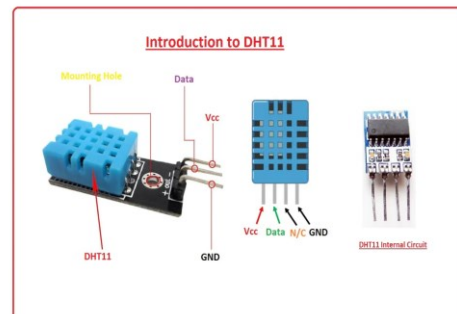 Introduction to DHT11
Mounting Hole
Data
Vcc
DHT11
GND
Vcc
Data
N/C
GND
DHT11 Internal Circuit